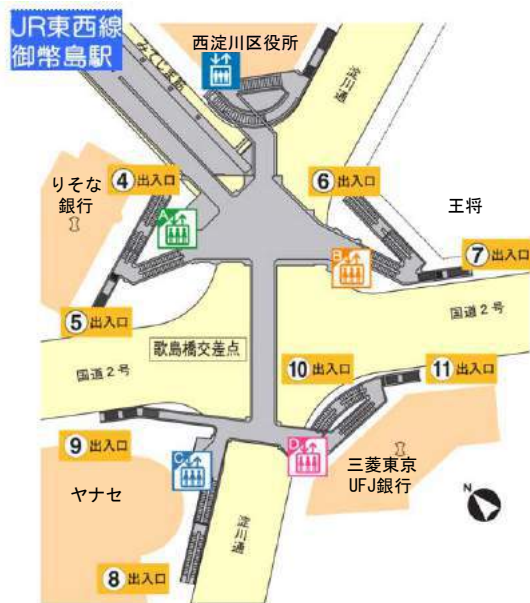 JR東西線
御幣島駅
西淀川区役所
みてじま筋
淀川通
④出入口
⑥出入口
りそな
銀行
王将
A
B
⑦出入口
⑤出入口
国道2号
国道2号
歌島橋交差点
⑩出入口
⑪出入口
⑨出入口
C
D
三菱東京
UFJ銀行
ヤナセ
N
淀川通
⑧出入口